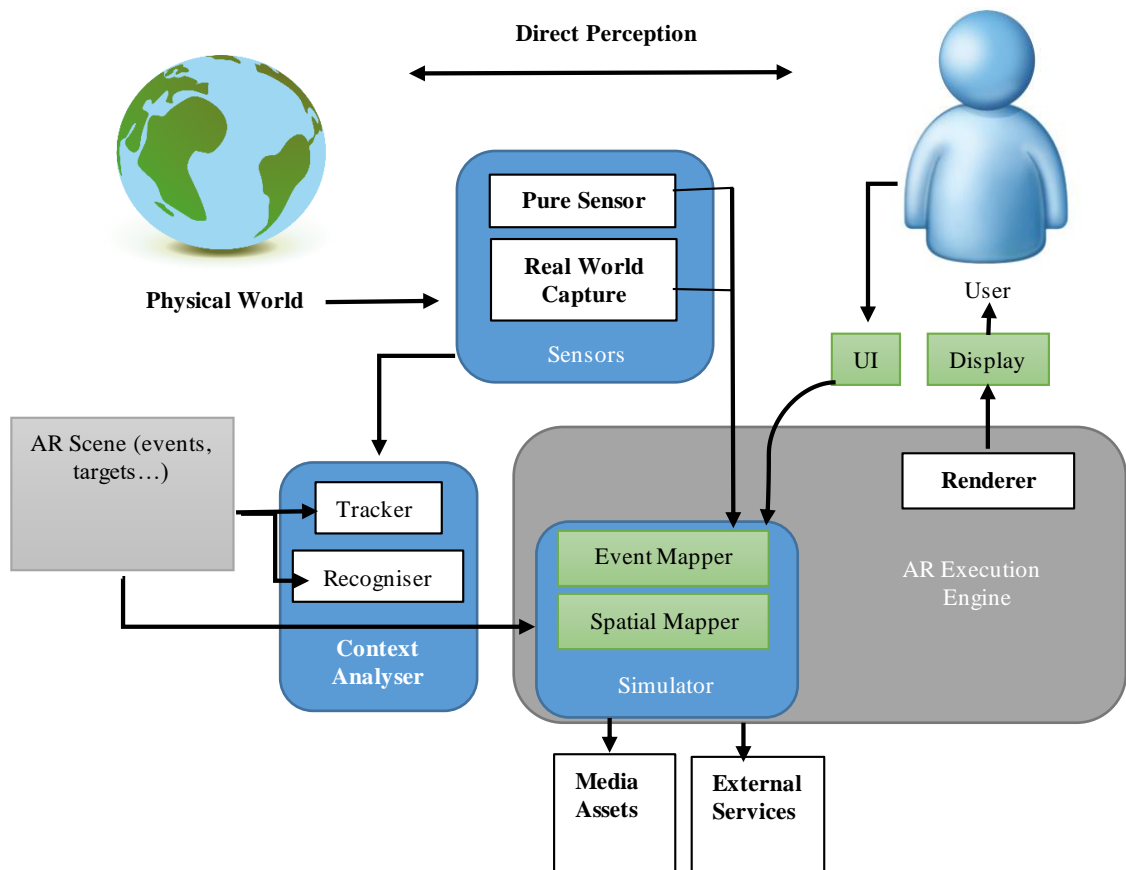 Direct Perception
Pure Sensor
Real World
Capture
Sensors
Physical World
User
UI
Display
AR Scene (events,
targets…)
Tracker
Recogniser
Context
Analyser
Renderer
AR Execution
Engine
Event Mapper
Spatial Mapper
Simulator
Media
Assets
External
Services